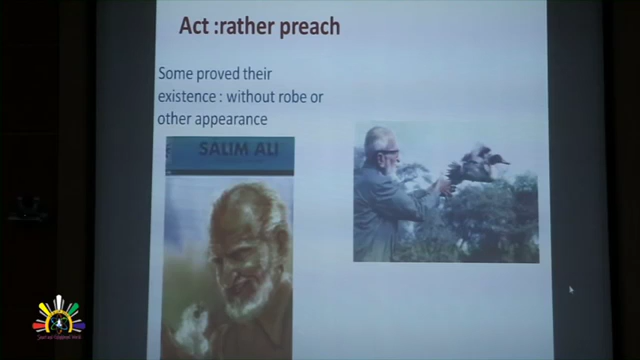 Act :rather preach
Some proved their
existence : without robe or
other appearance
SALIM ALI